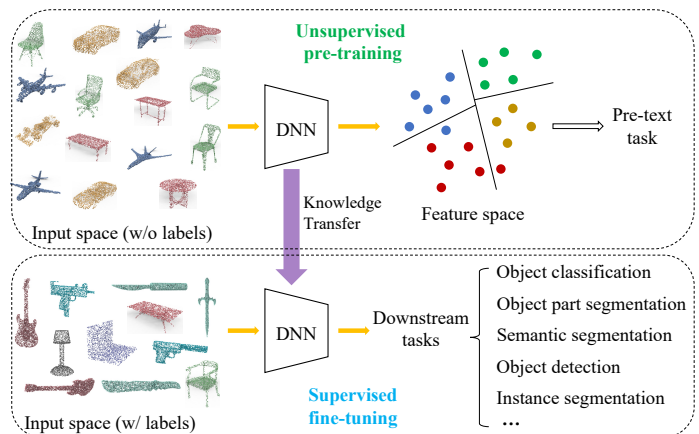 Unsupervised
pre-training
DNN
Pre-text
task
Feature space
Input space (w/o labels)
Knowledge
Transfer
DNN
Downstream
tasks
Object classification
Object part segmentation
Semantic segmentation
Object detection
Instance segmentation
...
Supervised
fine-tuning
Input space (w/ labels)